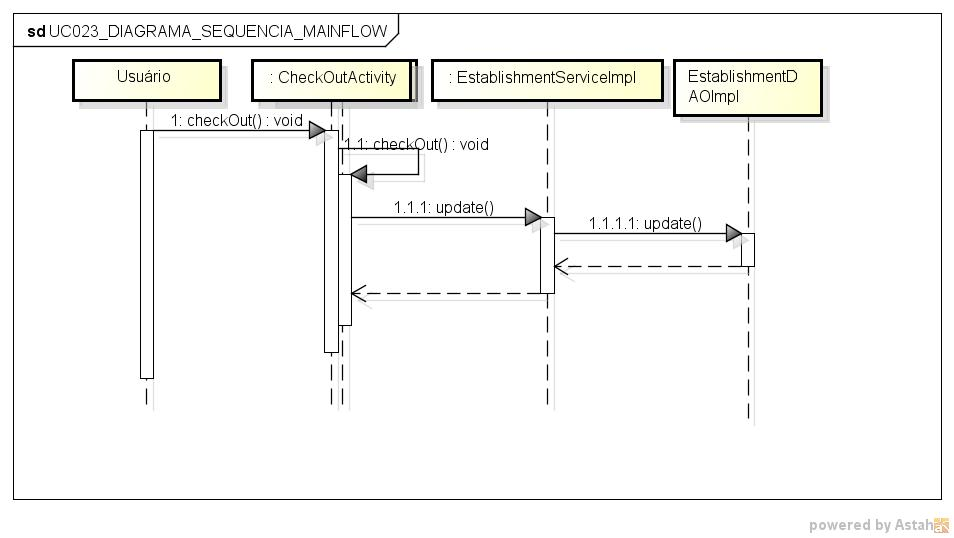 sd UC023_DIAGRAMA_SEQUENCIA_MAINFLOW
Usuário
: CheckOutActivity
: EstablishmentServiceImpl
EstablishmentD
AOImpl
1: checkOut() : void
1.1: checkOut() : void
1.1.1: update()
1.1.1.1: update()
powered by Astah